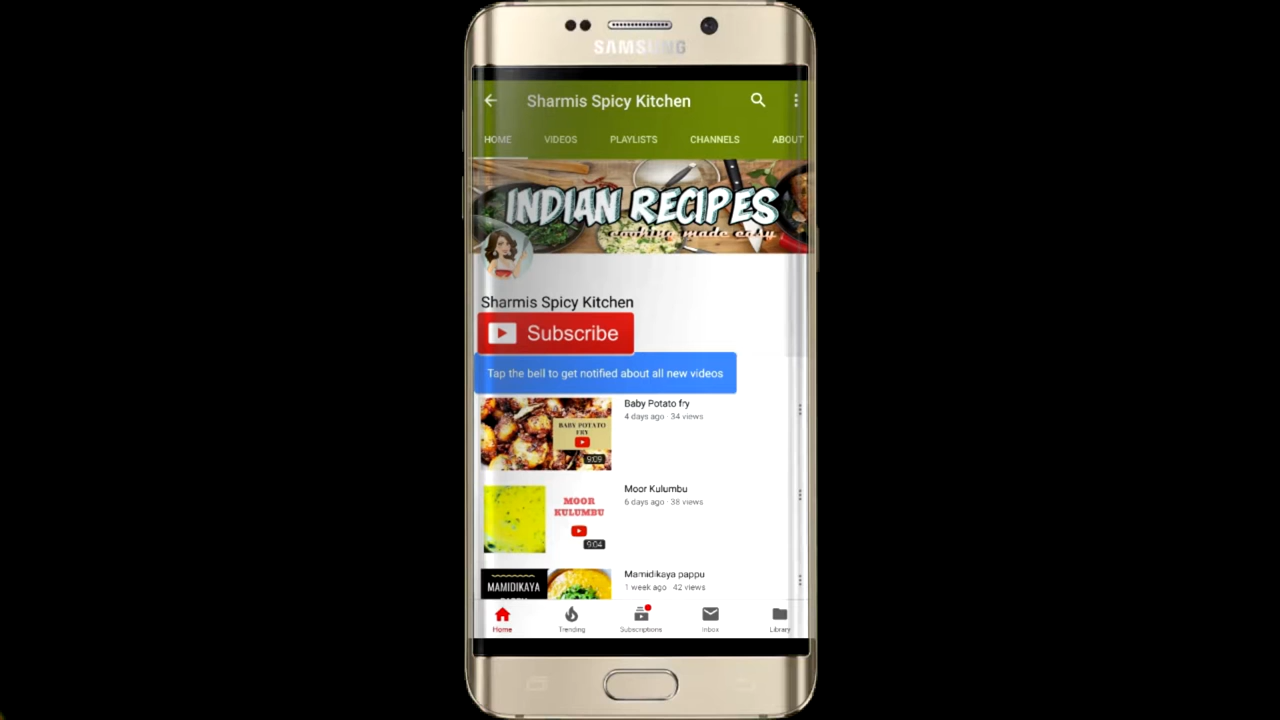 SAMSUNG
Sharmis Spicy Kitchen
HOME VIDEOS PLAYLISTS CHANNELS ABOUT
INDIAN RECIPES
cooking made easy
Sharmis Spicy Kitchen
Subscribe
Tap the bell to get notified about all new videos
Baby Potato fry
4 days ago · 34 views
BABY POTATO
FRY
9:09
Moor Kulumbu
6 days ago · 38 views
MOOR
KULUMBU
9:04
Mamidikaya pappu
1 week ago · 42 views
MAMIDIKAYA
Home Trending Subscriptions Inbox Library